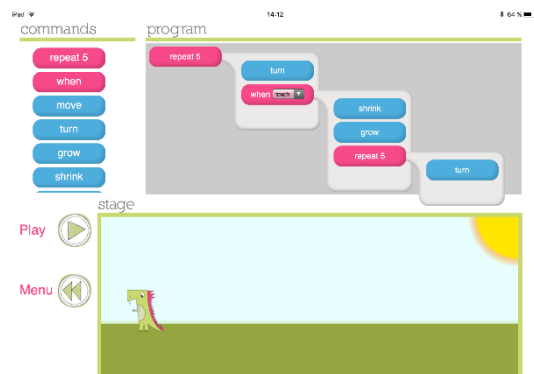 iPad
14:12
64 %
commands
program
repeat 5
when
move
turn
grow
shrink
repeat 5
turn
when touch
shrink
grow
repeat 5
turn
stage
Play
Menu